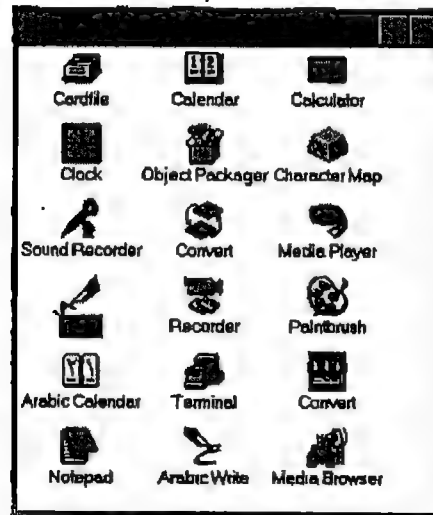 Cardfile Calendar Calculator
Clock Object Packager Character Map
Sound Recorder Convert Media Player
Recorder Paintbrush
Arabic Calendar Terminal Convert
Notepad Arabic Write Media Browser